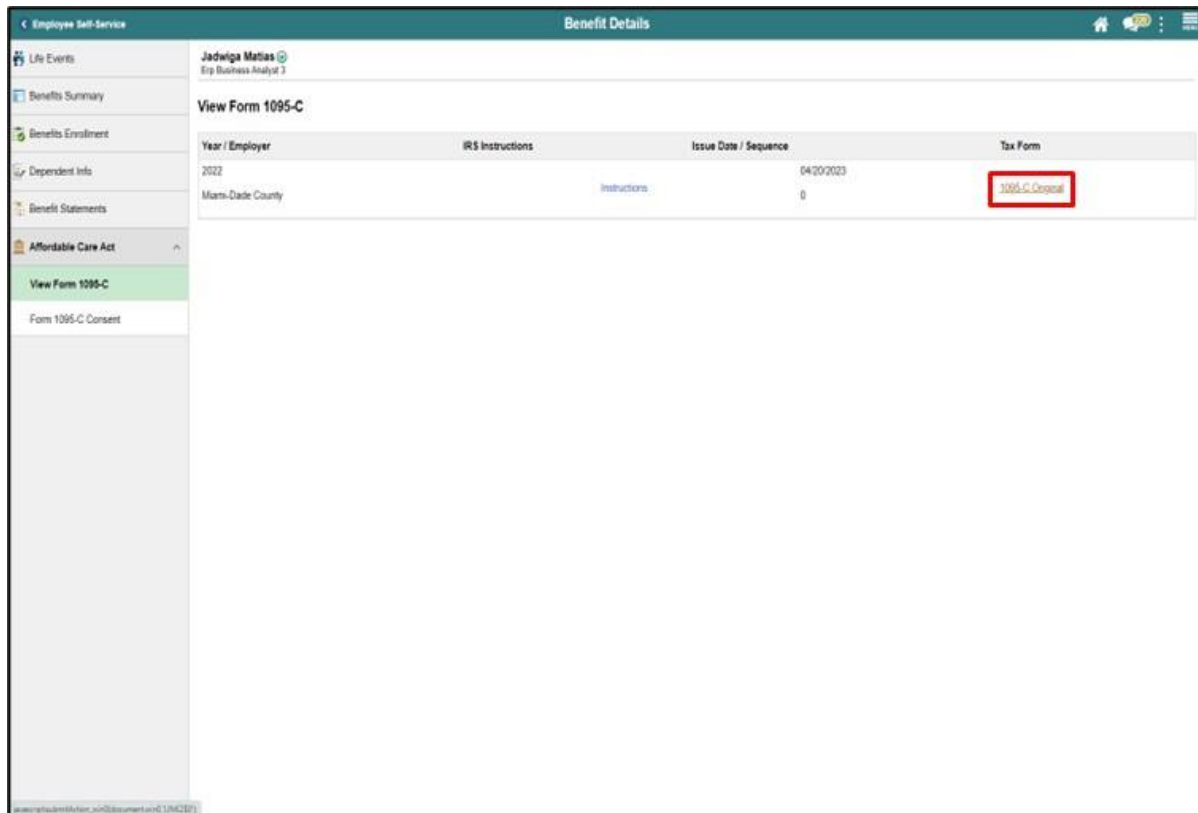 Employee Self-Service
Benefit Details
Life Events
Benefits Summary
Benefits Enrollment
Dependent Info
Benefit Statements
Affordable Care Act
View Form 1095-C
Form 1095-C Consent
Jadwiga Matias
Erp Business Analyst 3
View Form 1095-C
Year / Employer IRS Instructions Issue Date / Sequence Tax Form
2022 04/20/2023
Instructions 1095-C Original
Miami-Dade County 0